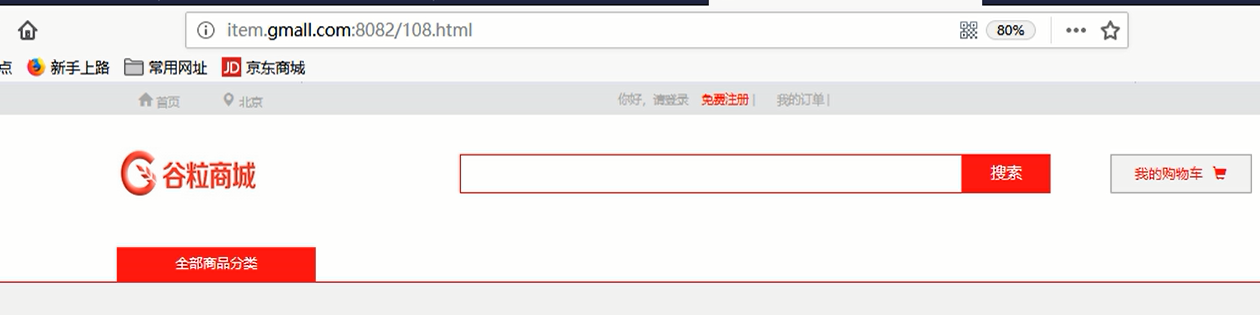 item.gmall.com:8082/108.html 80%
点 新手上路 常用网址 JD 京东商城
首页 北京 你好，请登录 免费注册 | 我的订单 |
谷粒商城 搜索 我的购物车
全部商品分类